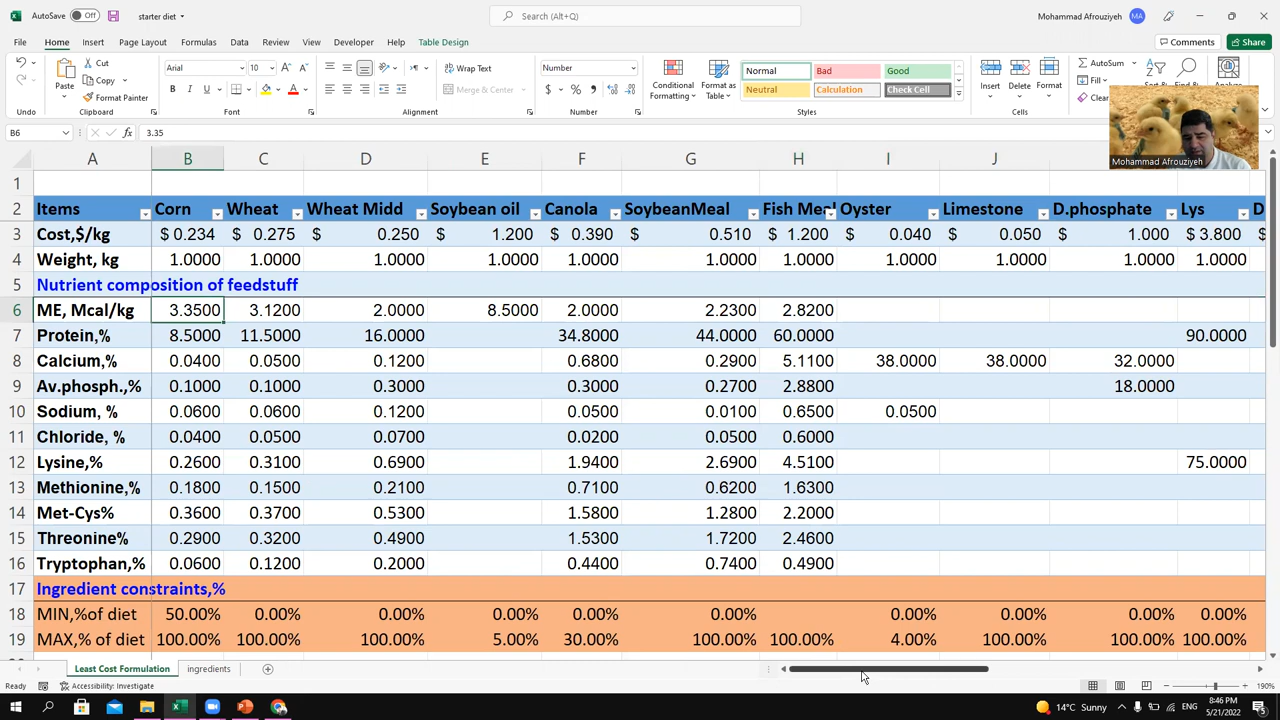 AutoSave Off starter diet Search (Alt+Q) Mohammad Afrouziyeh MA
File Home Insert Page Layout Formulas Data Review View Developer Help Table Design Comments Share
Undo Paste Cut Copy Format Painter Clipboard
Arial 10 B I U Font
Wrap Text Merge & Center Alignment
Number $ % Number
Conditional Formatting Format as Table Normal Bad Good Neutral Calculation Check Cell Styles
Insert Delete Format Cells
AutoSum Fill
Mohammad Afrouziyeh
B6 fx 3.35
A B C D E F G H I J
1
2 Items Corn Wheat Wheat Midd Soybean oil Canola SoybeanMeal Fish Meal Oyster Limestone D.phosphate Lys D
3 Cost,$/kg $ 0.234 $ 0.275 $ 0.250 $ 1.200 $ 0.390 $ 0.510 $ 1.200 $ 0.040 $ 0.050 $ 1.000 $ 3.800 $
4 Weight, kg 1.0000 1.0000 1.0000 1.0000 1.0000 1.0000 1.0000 1.0000 1.0000 1.0000 1.0000
5 Nutrient composition of feedstuff
6 ME, Mcal/kg 3.3500 3.1200 2.0000 8.5000 2.0000 2.2300 2.8200
7 Protein,% 8.5000 11.5000 16.0000 34.8000 44.0000 60.0000 90.0000
8 Calcium,% 0.0400 0.0500 0.1200 0.6800 0.2900 5.1100 38.0000 38.0000 32.0000
9 Av.phosph.,% 0.1000 0.1000 0.3000 0.3000 0.2700 2.8800 18.0000
10 Sodium, % 0.0600 0.0600 0.1200 0.0500 0.0100 0.6500 0.0500
11 Chloride, % 0.0400 0.0500 0.0700 0.0200 0.0500 0.6000
12 Lysine,% 0.2600 0.3100 0.6900 1.9400 2.6900 4.5100 75.0000
13 Methionine,% 0.1800 0.1500 0.2100 0.7100 0.6200 1.6300
14 Met-Cys% 0.3600 0.3700 0.5300 1.5800 1.2800 2.2000
15 Threonine% 0.2900 0.3200 0.4900 1.5300 1.7200 2.4600
16 Tryptophan,% 0.0600 0.1200 0.2000 0.4400 0.7400 0.4900
17 Ingredient constraints,%
18 MIN,%of diet 50.00% 0.00% 0.00% 0.00% 0.00% 0.00% 0.00% 0.00% 0.00% 0.00%
19 MAX,% of diet 100.00% 100.00% 100.00% 5.00% 30.00% 100.00% 100.00% 4.00% 100.00% 100.00% 100.00%
Least Cost Formulation ingredients
Ready Accessibility: Investigate 190%
14°C Sunny 8:46 PM
5/21/2022 5